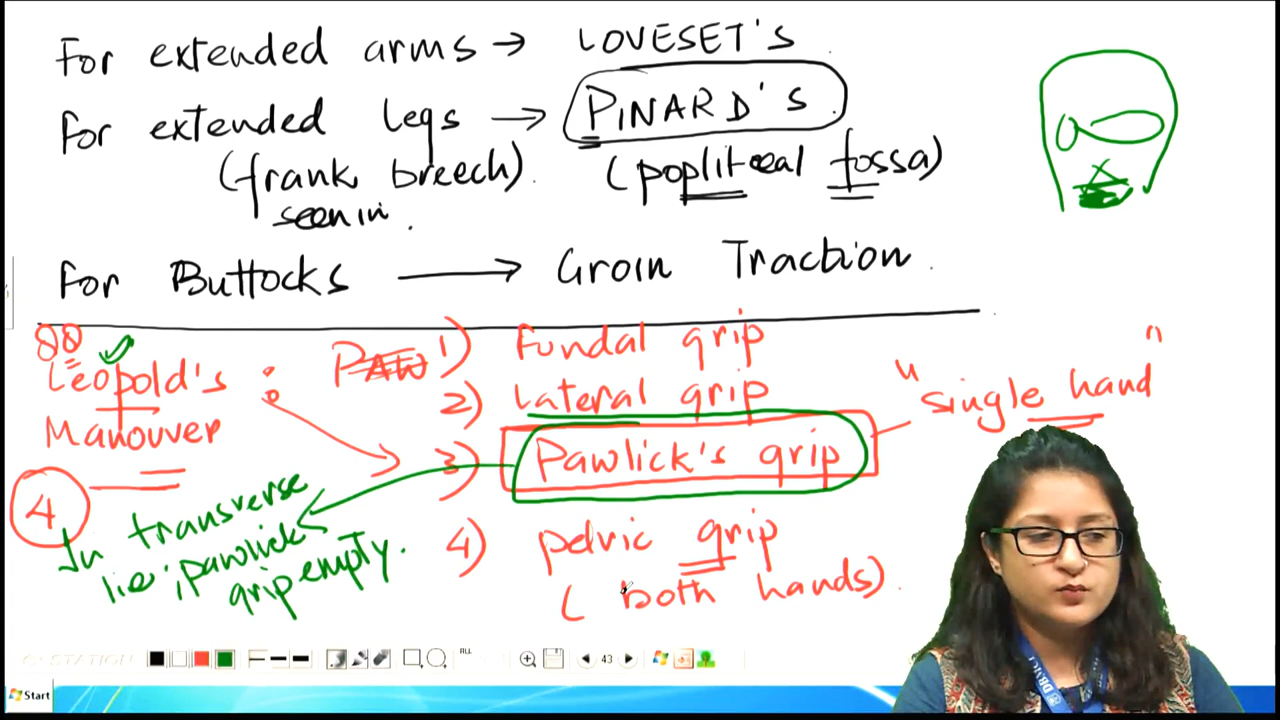 For extended arms → LOVESET'S
For extended legs → PINARD'S
(frank breech) (popliteal fossa)
seen in
For Buttocks → Groin Traction
Leopold's : PAW 1) fundal grip
Manouver 2) Lateral grip "single hand"
3) Pawlick's grip
4
In transverse
lie ; pawlick
grip empty.
4) pelvic grip
(both hands)
ALL
43
Start